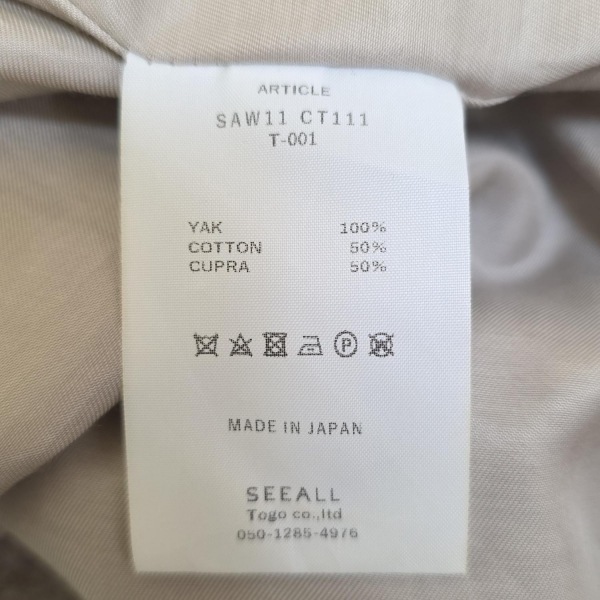 ARTICLE
SAW11 CT111
T-001
YAK 100%
COTTON 50%
CUPRA 50%
P
W
MADE IN JAPAN
SEEALL
Togo co.,ltd
050-1285-4976